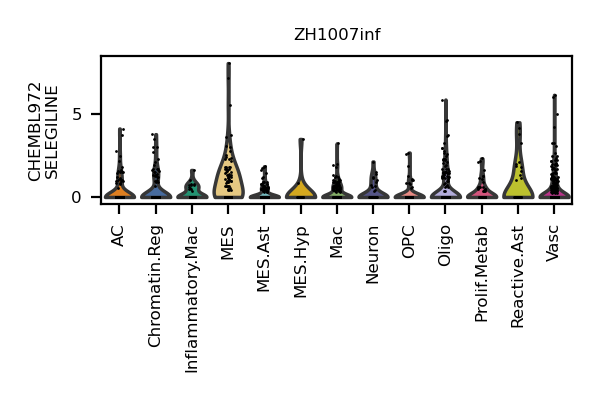 ZH1007inf
CHEMBL972
SELEGILINE
5
0
AC
Chromatin.Reg
Inflammatory.Mac
MES
MES.Ast
MES.Hyp
Mac
Neuron
OPC
Oligo
Prolif.Metab
Reactive.Ast
Vasc